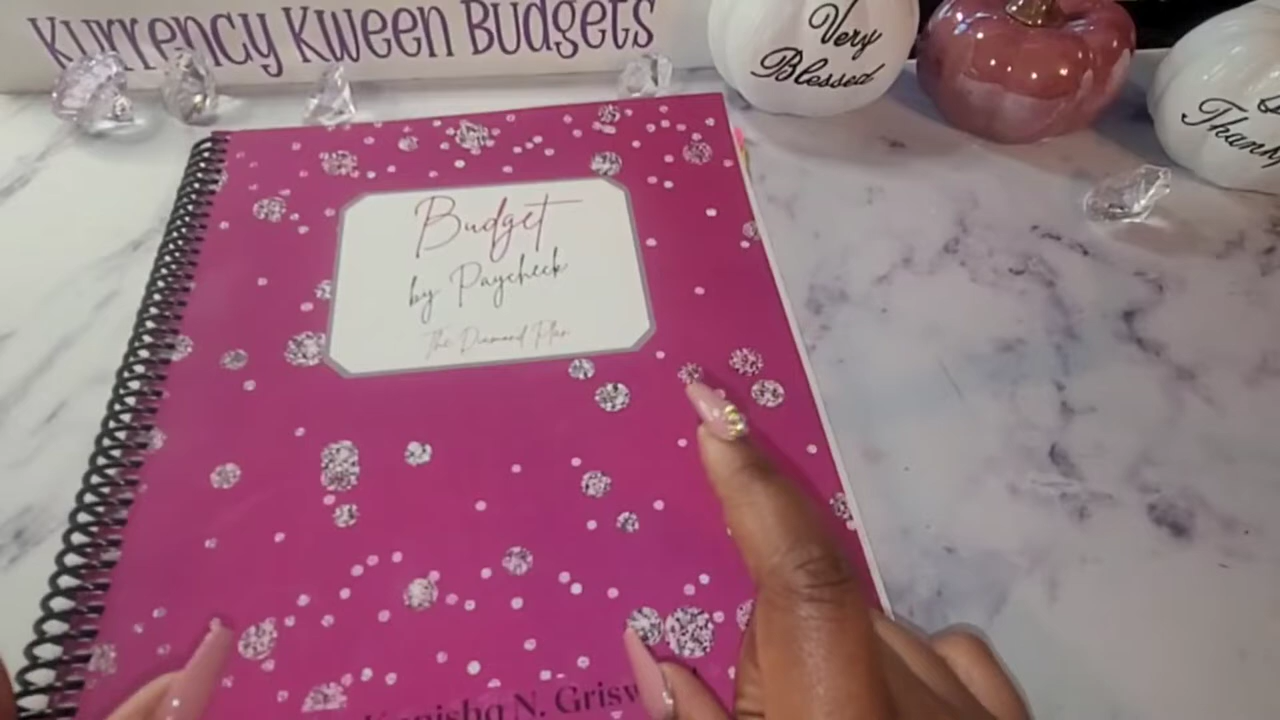 Kurrency Kween Budgets
Very
Blessed
Budget
by Paycheck
The Diamond Plan
N.